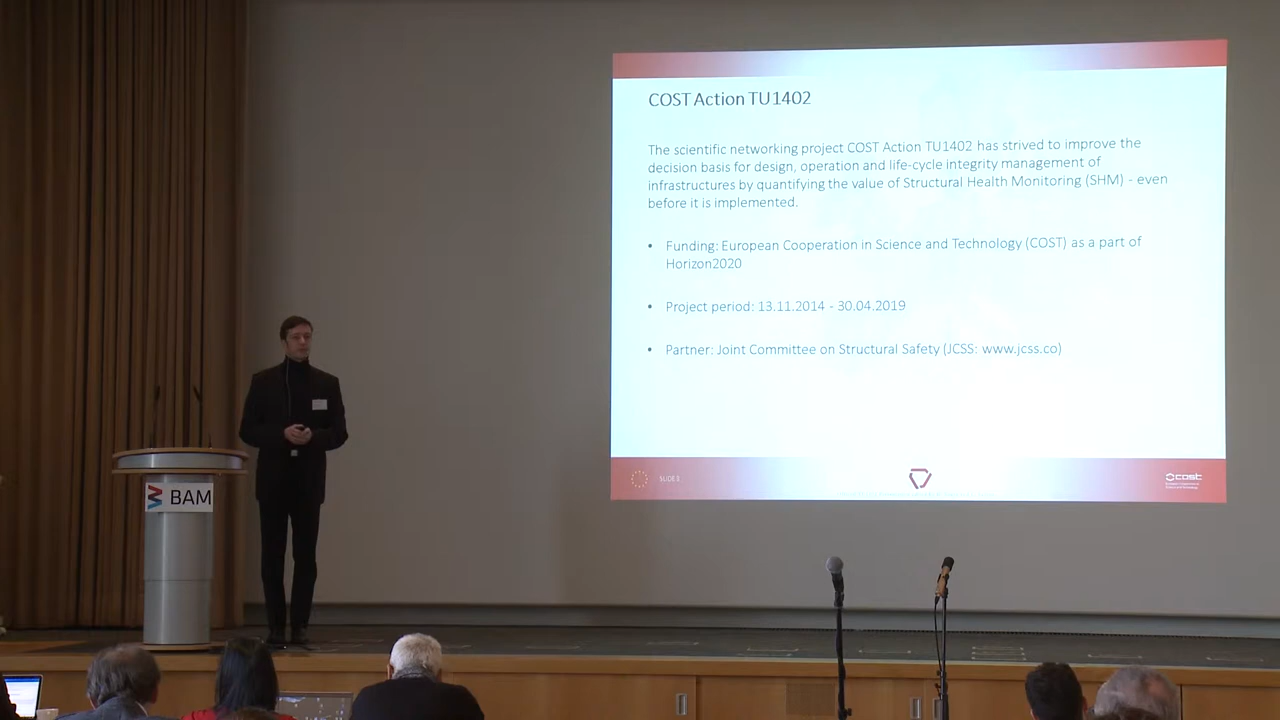 COST Action TU1402
The scientific networking project COST Action TU1402 has strived to improve the
decision basis for design, operation and life-cycle integrity management of
infrastructures by quantifying the value of Structural Health Monitoring (SHM) - even
before it is implemented.
• Funding: European Cooperation in Science and Technology (COST) as a part of
Horizon2020
• Project period: 13.11.2014 - 30.04.2019
• Partner: Joint Committee on Structural Safety (JCSS: www.jcss.co)
SLIDE
cost
BAM